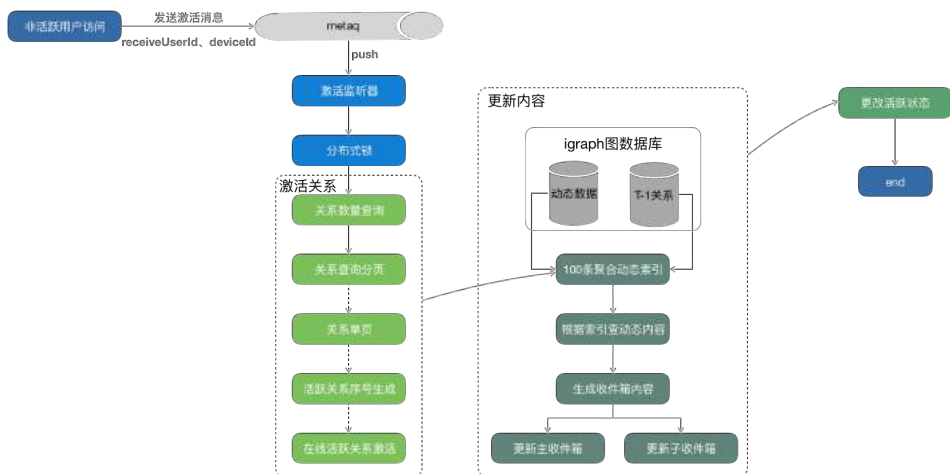 非活跃用户访问
发送激活消息
receiveUserId、deviceId
metaq
push
激活监听器
分布式锁
激活关系
关系数量查询
关系查询分页
关系单页
活跃关系序号生成
在线活跃关系激活
更新内容
igraph图数据库
动态数据
T-1关系
100条聚合动态索引
根据索引查动态内容
生成收件箱内容
更新主收件箱
更新子收件箱
更改活跃状态
end